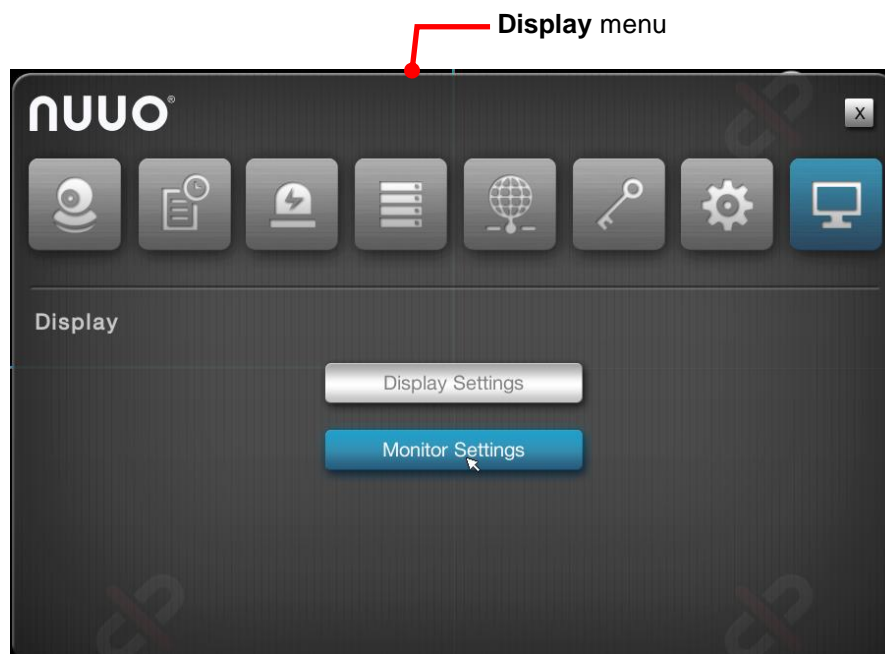 Display menu
nuuo®
X
Display
Display Settings
Monitor Settings